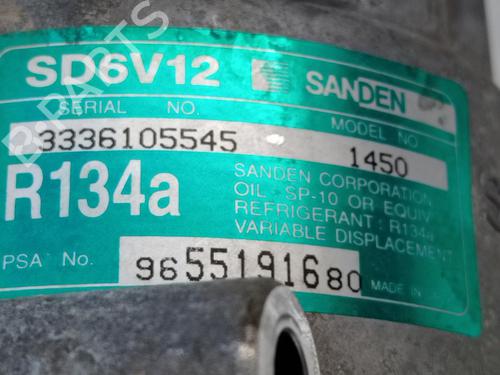 SD6V12 SANDEN
SERIAL NO. MODEL NO
3336105545 1450
R134a
SANDEN CORPORATION
OIL SP-10 OR EQUIV
REFRIGERANT : R134a
VARIABLE DISPLACEMENT
PSA No. 9655191680 MADE IN
B-PARTS